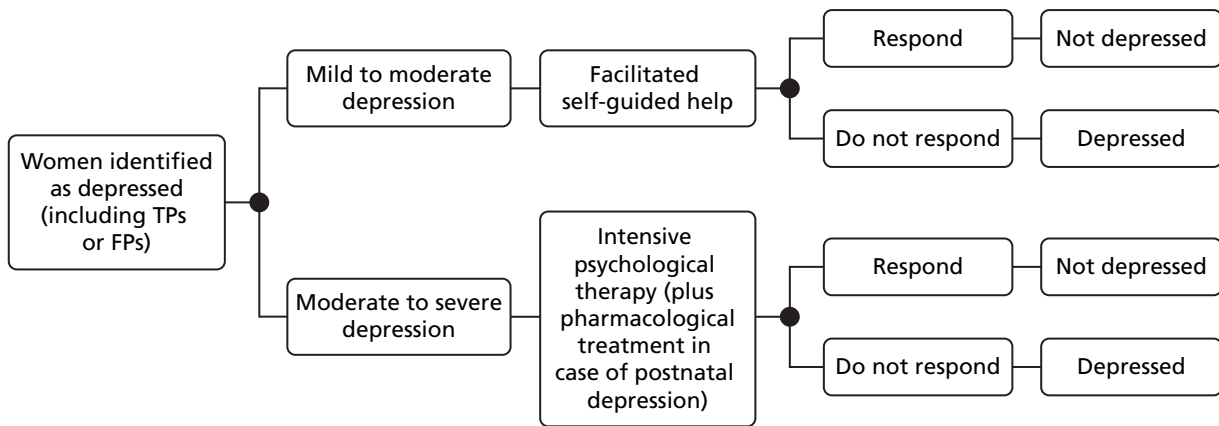 Women identified
as depressed
(including TPs
or FPs)
Mild to moderate
depression
Facilitated
self-guided help
Respond
Not depressed
Do not respond
Depressed
Moderate to severe
depression
Intensive
psychological
therapy (plus
pharmacological
treatment in
case of postnatal
depression)
Respond
Not depressed
Do not respond
Depressed